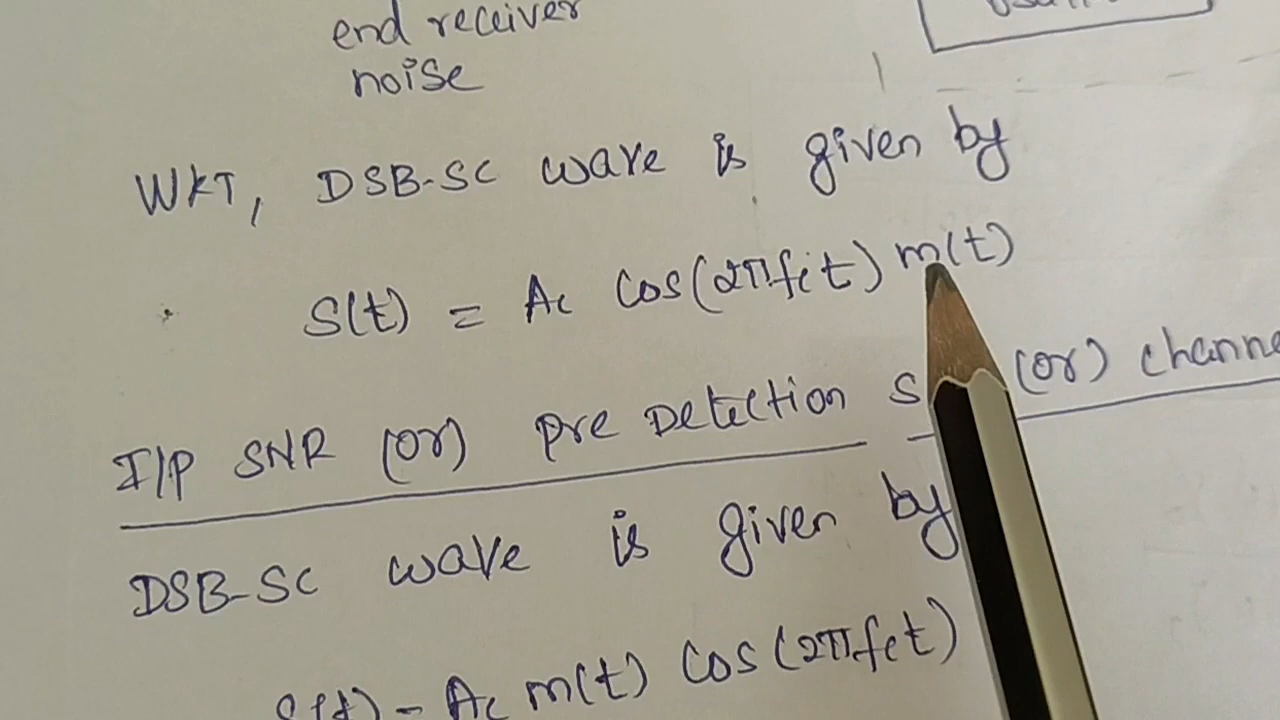 end receiver
noise
WKT, DSB-SC wave is given by
S(t) = Ac Cos(2πfct) m(t)
I/P SNR (or) Pre Detection (or)
DSB-SC wave is given by
S(t) = Ac m(t) Cos(2πfct)